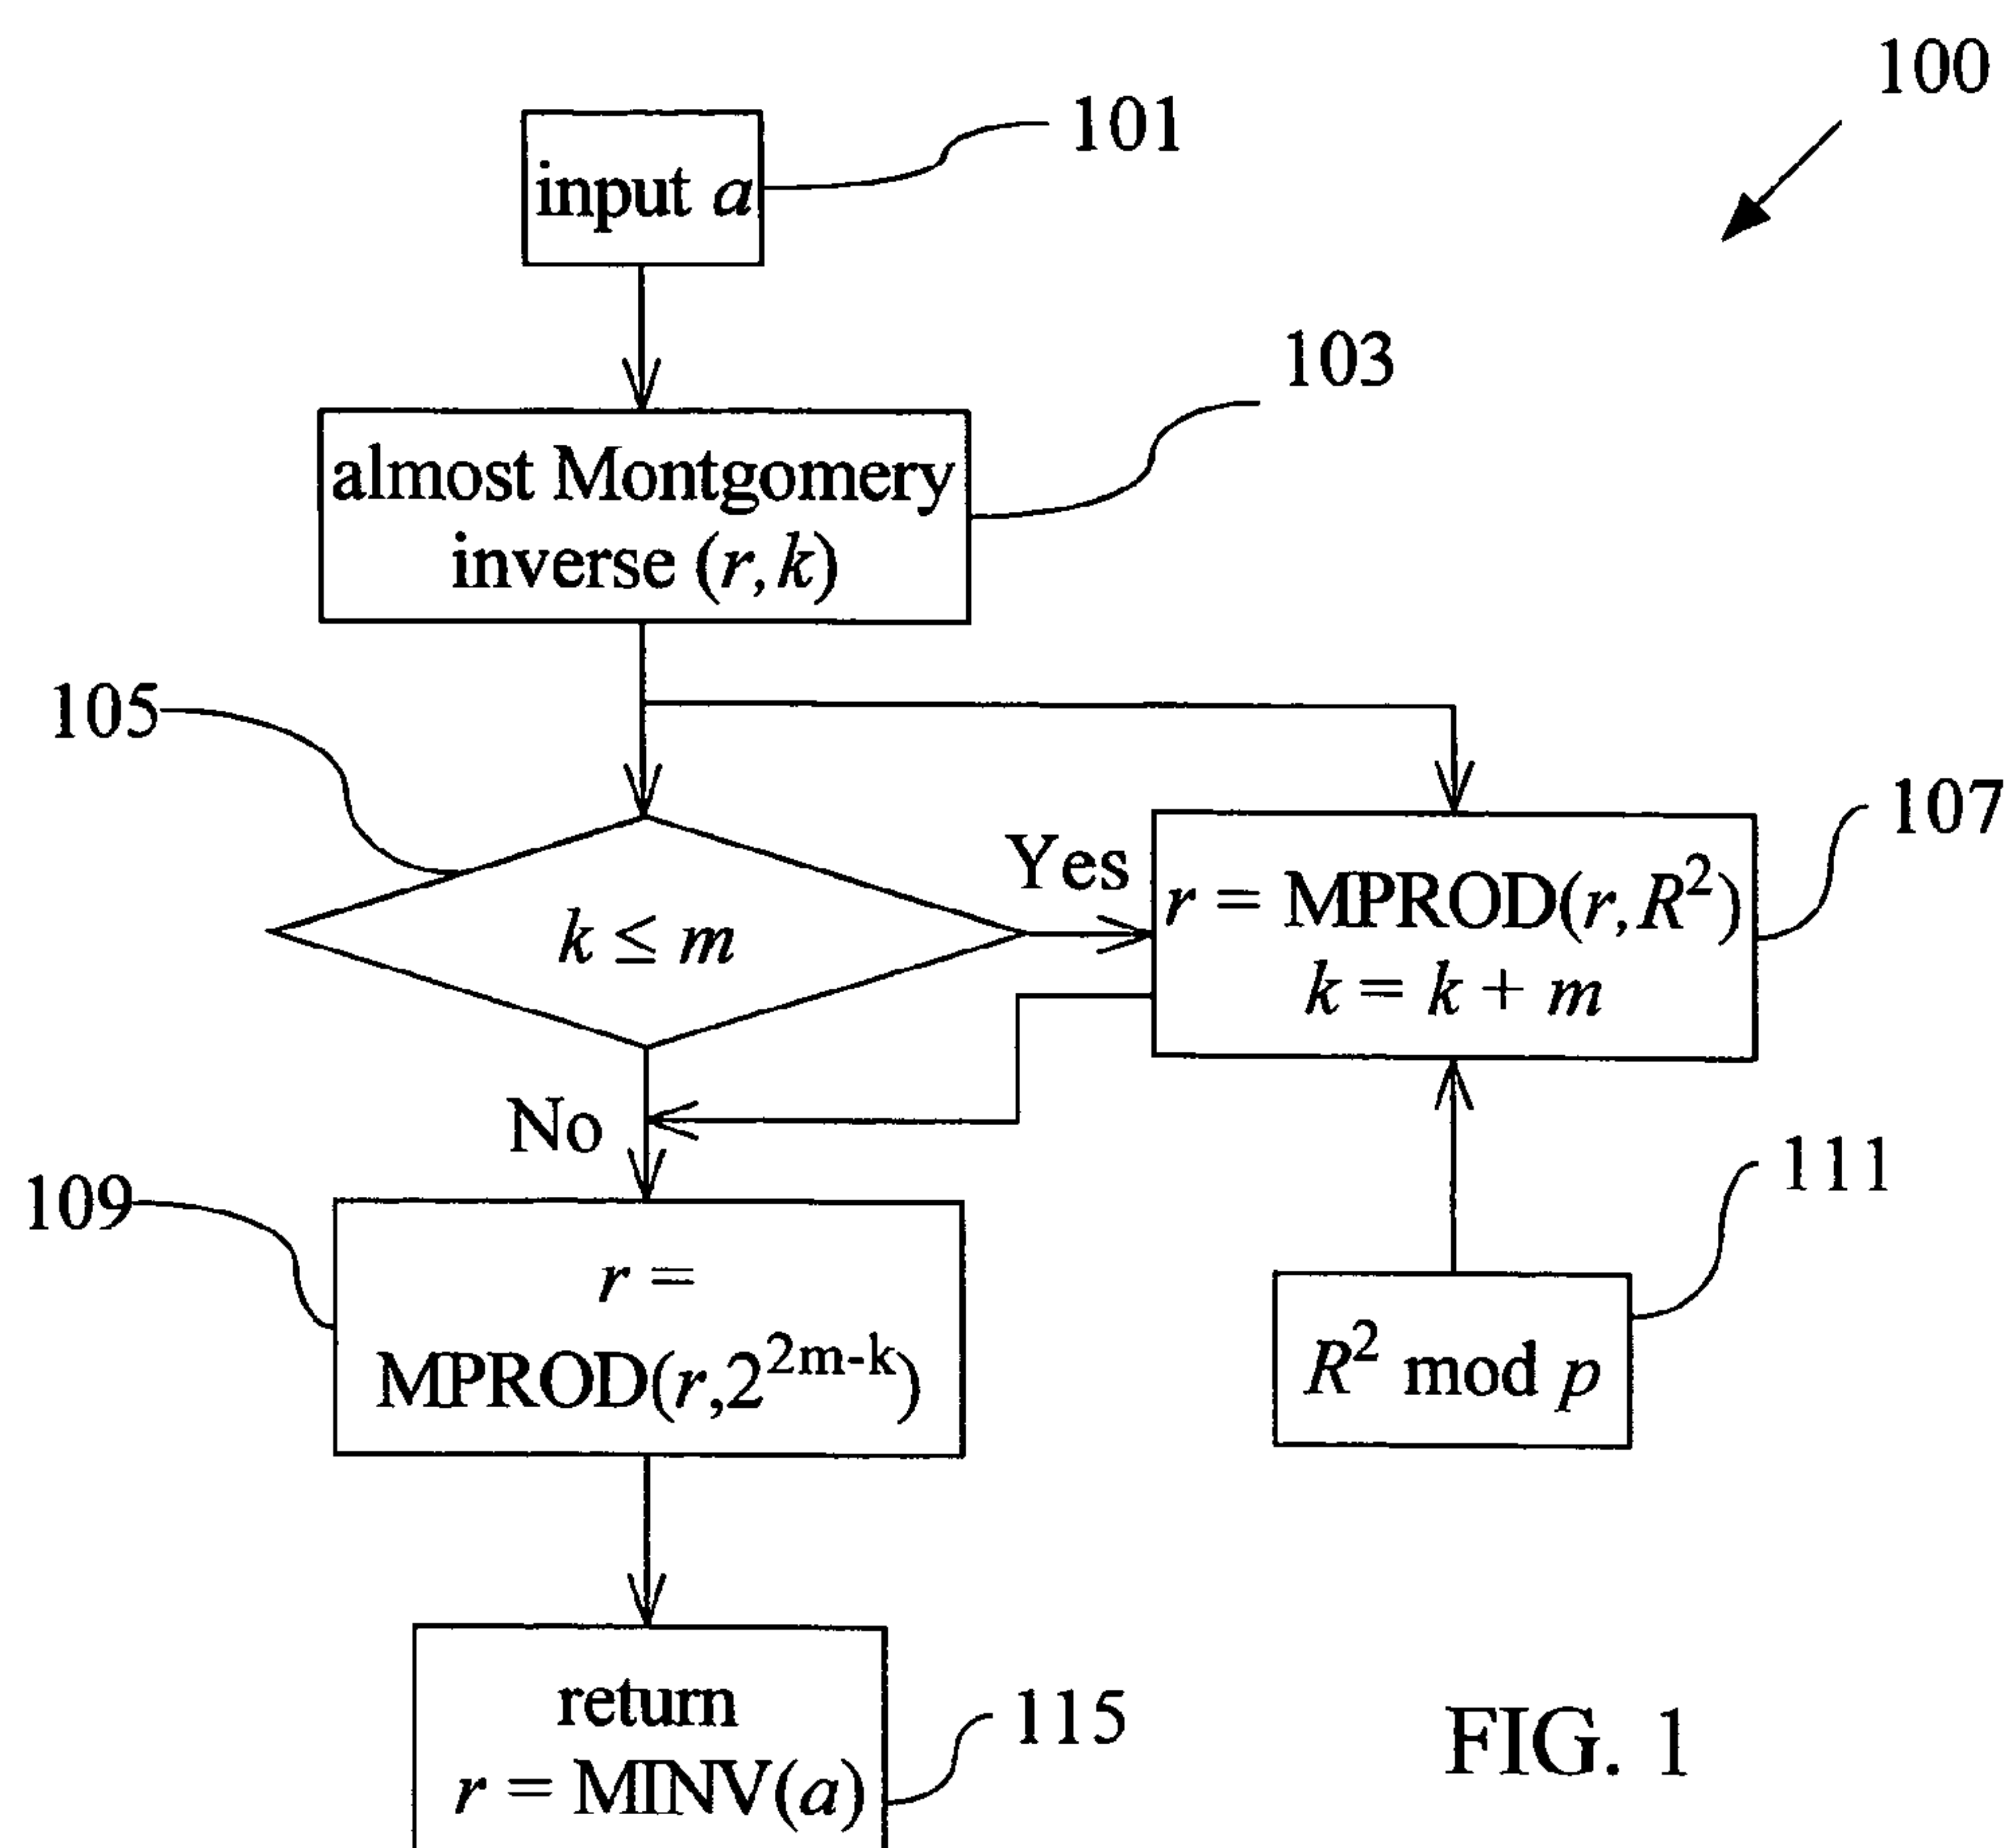 100
101
input a
103
almost Montgomery
inverse (r, k)
105
107
Yes
r = MPROD(r, R²)
k ≤ m
k = k + m
No
111
109
r =
MPROD(r,2^{2m-k})
R² mod p
return
115
r = MINV(a)
FIG. 1